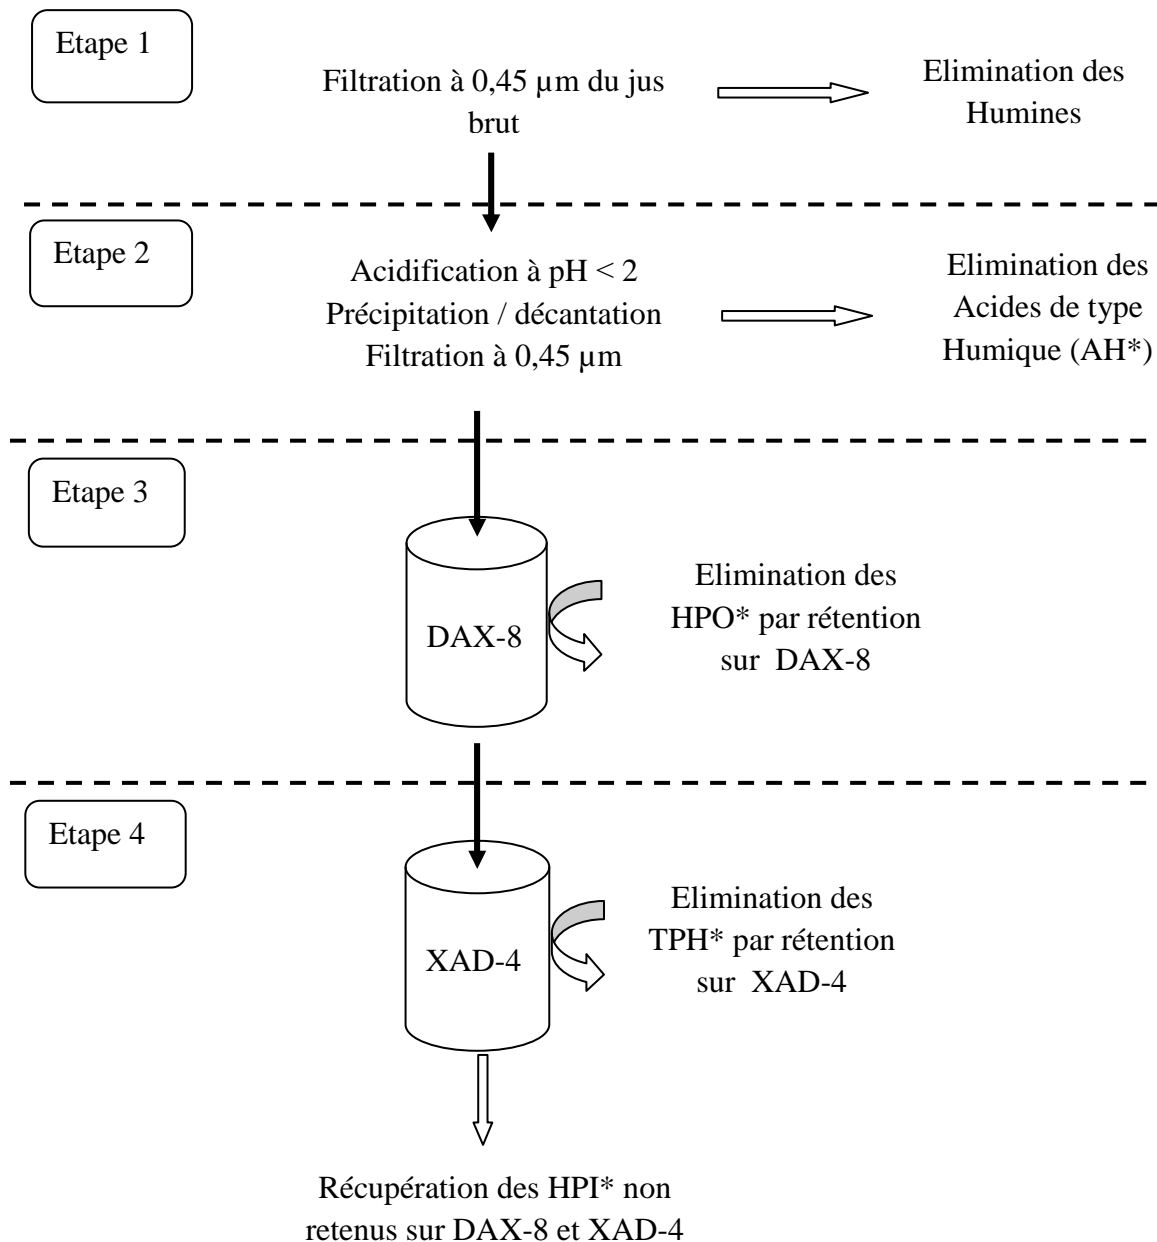 Etape 1
Filtration à 0,45 µm du jus
brut
Elimination des
Humines
Etape 2
Acidification à pH < 2
Précipitation / décantation
Filtration à 0,45 µm
Elimination des
Acides de type
Humique (AH*)
Etape 3
DAX-8
Elimination des
HPO* par rétention
sur DAX-8
Etape 4
XAD-4
Elimination des
TPH* par rétention
sur XAD-4
Récupération des HPI* non
retenus sur DAX-8 et XAD-4